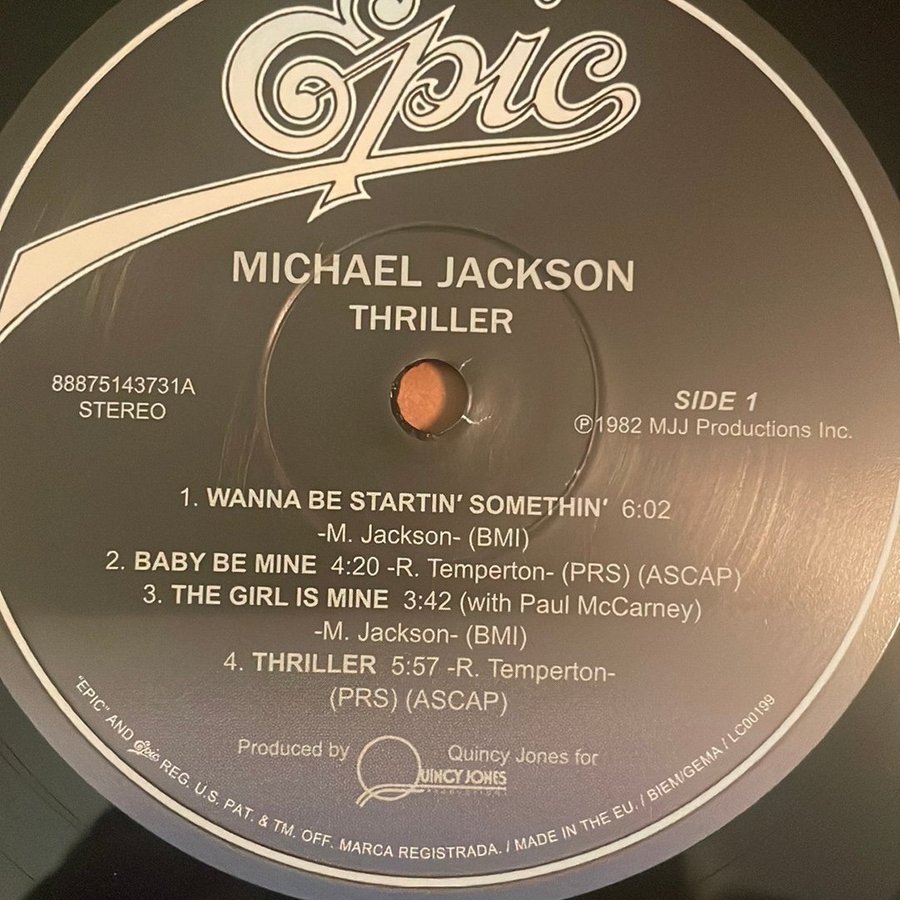 Epic
MICHAEL JACKSON
THRILLER
88875143731A
STEREO
SIDE 1
℗1982 MJJ Productions Inc.
1. WANNA BE STARTIN' SOMETHIN' 6:02
-M. Jackson- (BMI)
2. BABY BE MINE 4:20 -R. Temperton- (PRS) (ASCAP)
3. THE GIRL IS MINE 3:42 (with Paul McCarney)
-M. Jackson- (BMI)
4. THRILLER 5:57 -R. Temperton-
(PRS) (ASCAP)
Produced by Quincy Jones for
QUINCY JONES
PRODUCTIONS
"EPIC" AND Epic REG. U.S. PAT. & TM. OFF. MARCA REGISTRADA. / MADE IN THE EU. / BIEM/GEMA / LC00199